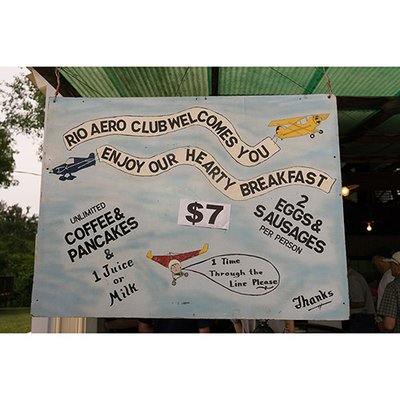 RIO AERO CLUB WELCOMES YOU
ENJOY OUR HEARTY BREAKFAST
UNLIMITED
COFFEE &
PANCAKES
&
1 Juice
or
Milk
$7
2
EGGS &
SAUSAGES
PER PERSON
1 Time
Through the
Line Please
Thanks